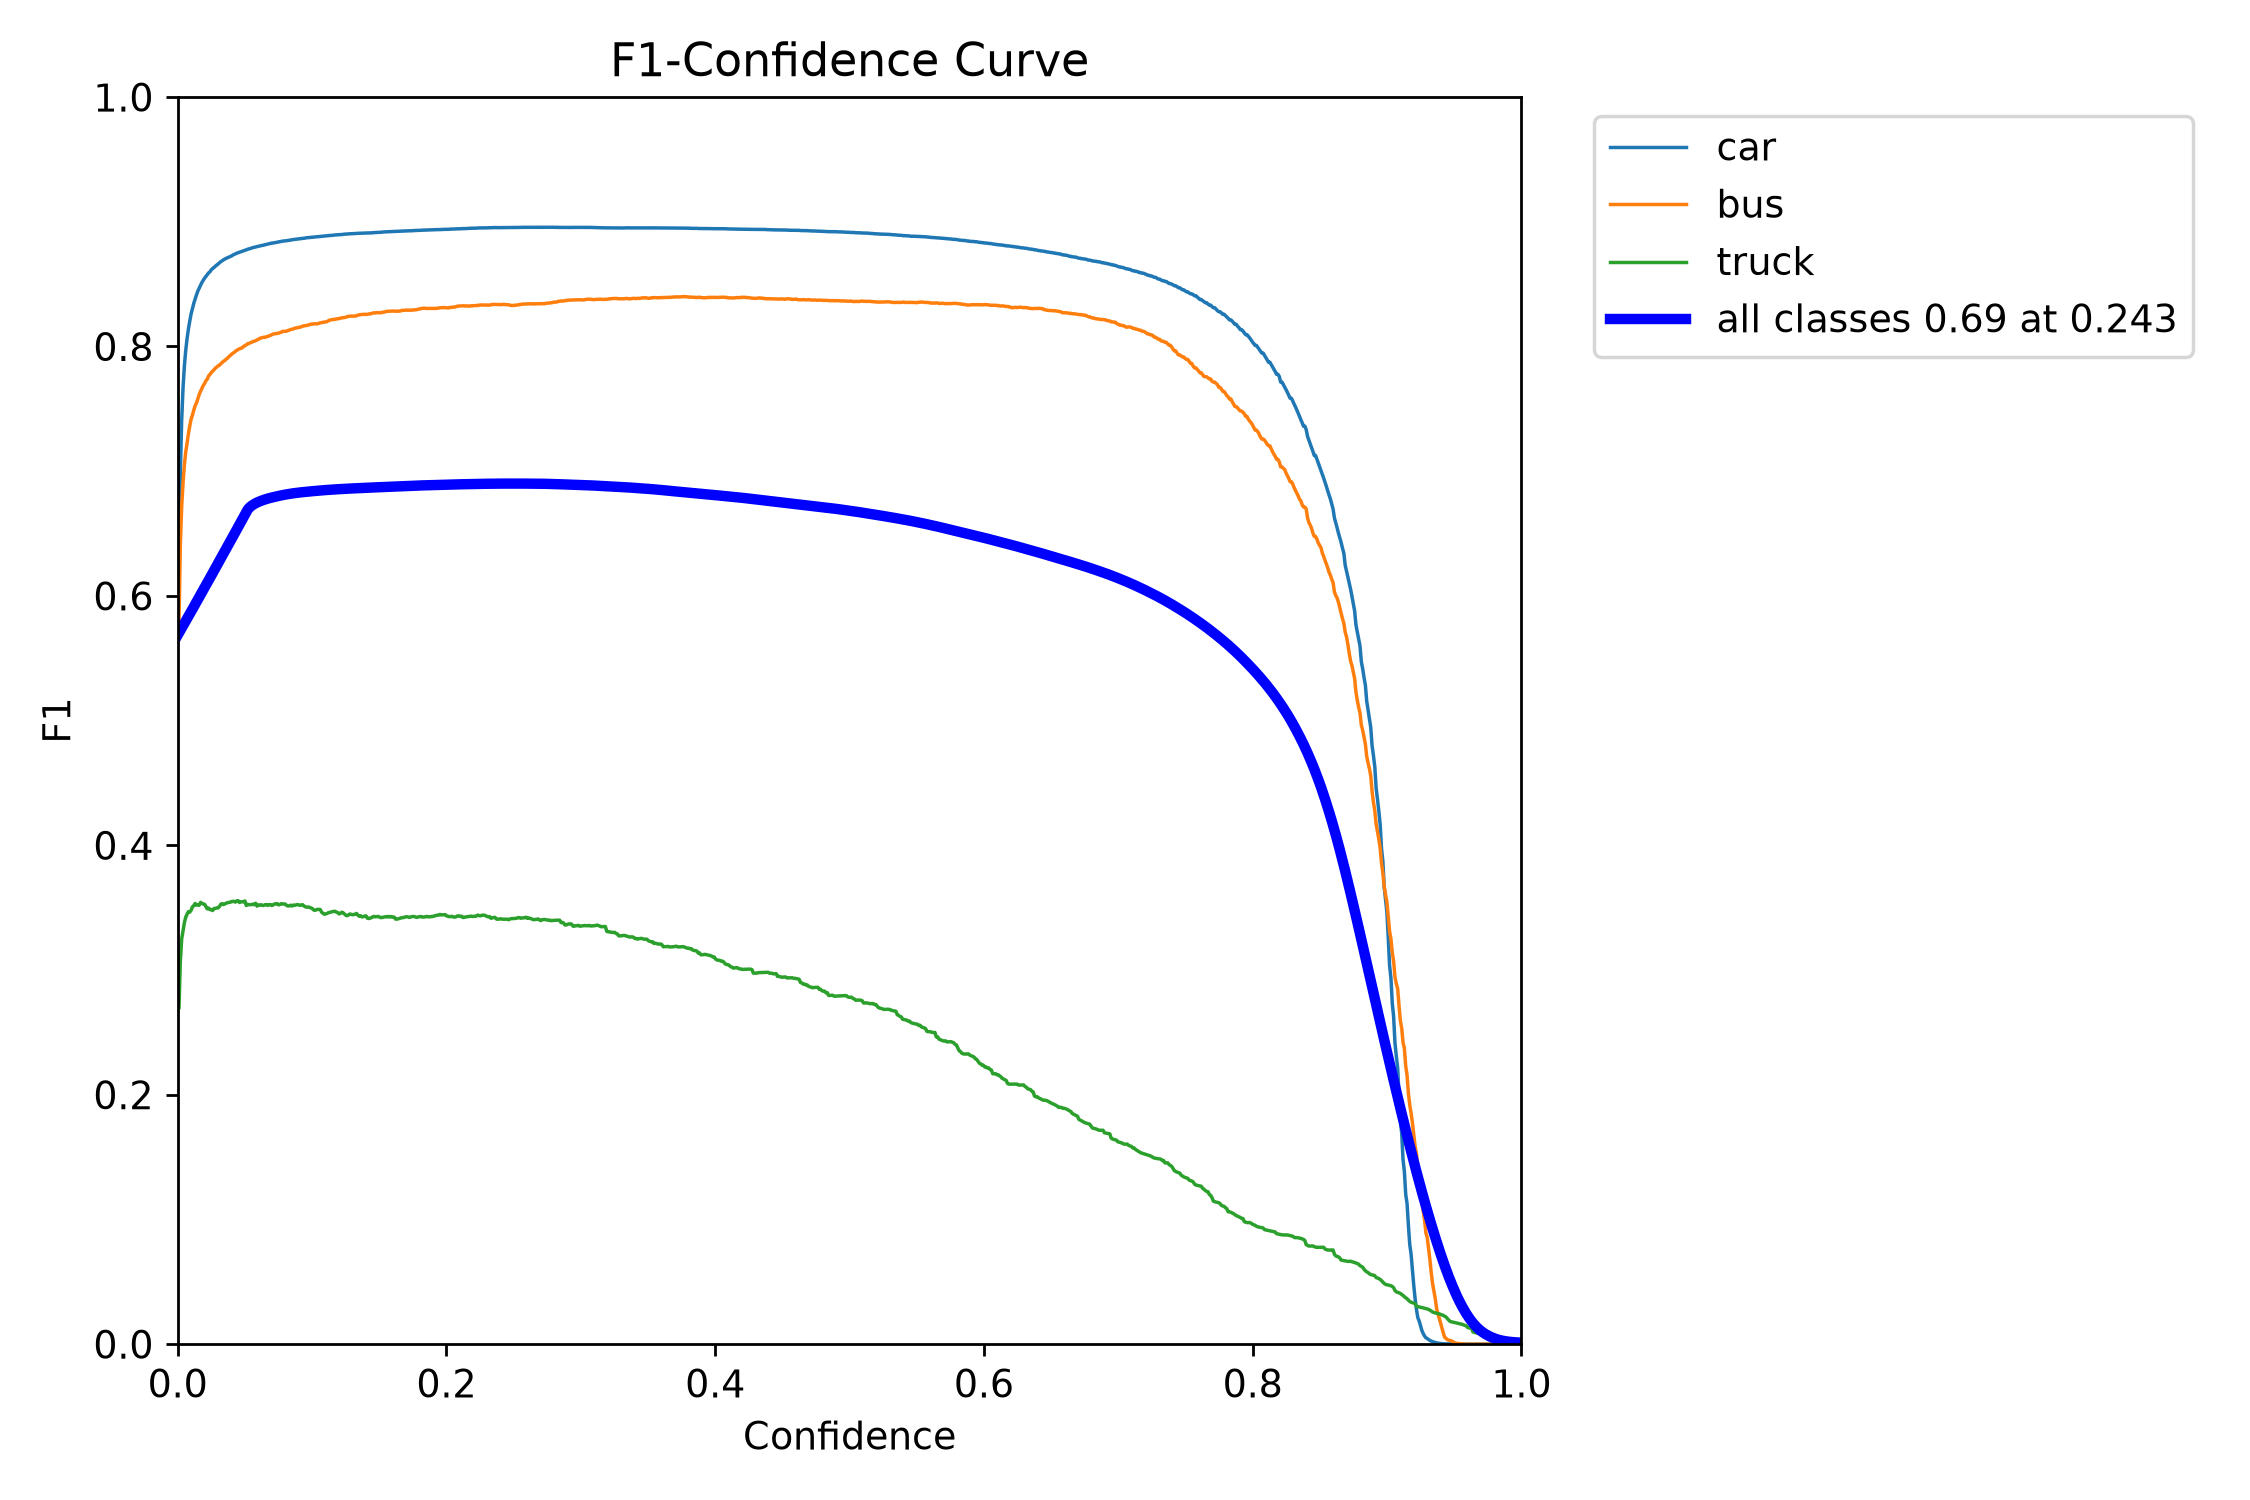 F1-Confidence Curve
1.0
0.8
0.6
0.4
0.2
0.0
F1
0.0 0.2 0.4 0.6 0.8 1.0
Confidence
car
bus
truck
all classes 0.69 at 0.243